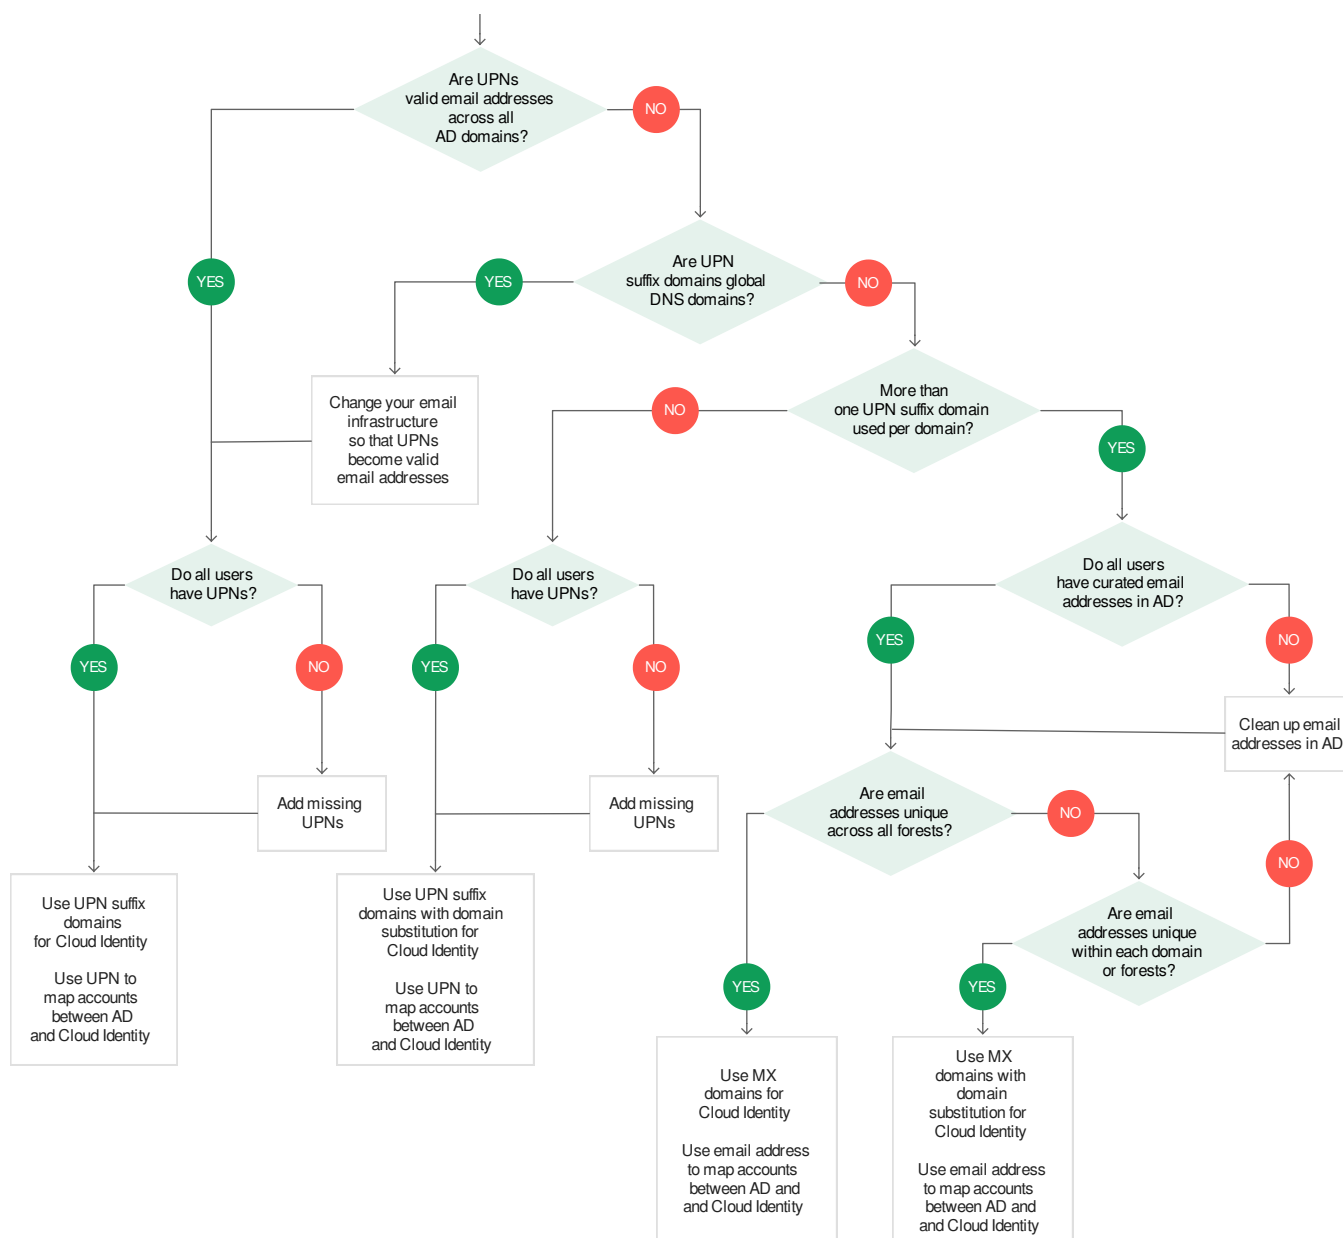 Are UPNs
valid email addresses
across all
AD domains?
NO
YES
Are UPN
suffix domains global
DNS domains?
YES
NO
Change your email
infrastructure
so that UPNs
become valid
email addresses
More than
one UPN suffix domain
used per domain?
NO
YES
Do all users
have UPNs?
YES
NO
Add missing
UPNs
Use UPN suffix
domains
for Cloud Identity
Use UPN to
map accounts
between AD
and Cloud Identity
Do all users
have UPNs?
YES
NO
Add missing
UPNs
Use UPN suffix
domains with domain
substitution for
Cloud Identity
Use UPN to
map accounts
between AD
and Cloud Identity
Do all users
have curated email
addresses in AD?
YES
NO
Clean up email
addresses in AD
Are email
addresses unique
across all forests?
NO
YES
Are email
addresses unique
within each domain
or forests?
NO
YES
Use MX
domains for
Cloud Identity
Use email address
to map accounts
between AD and
and Cloud Identity
Use MX
domains with
domain
substitution for
Cloud Identity
Use email address
to map accounts
between AD and
and Cloud Identity